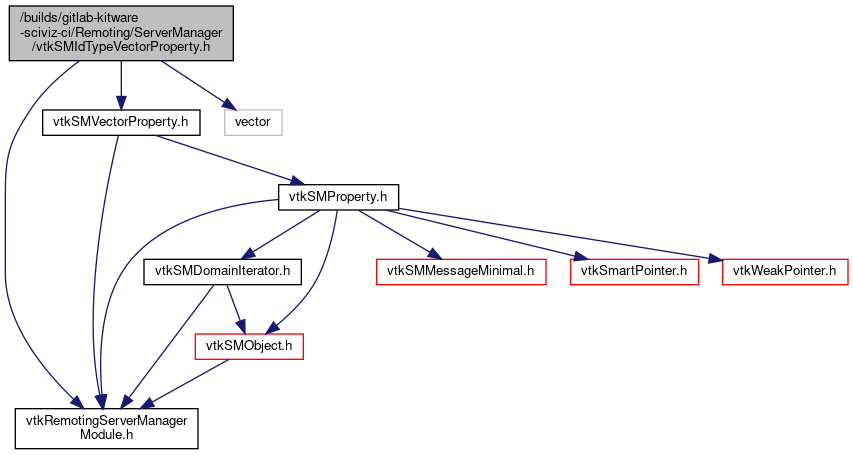 /builds/gitlab-kitware
-sciviz-ci/Remoting/ServerManager
/vtkSMIdTypeVectorProperty.h
vtkSMVectorProperty.h
vector
vtkSMProperty.h
vtkSMDomainIterator.h
vtkSMMessageMinimal.h
vtkSmartPointer.h
vtkWeakPointer.h
vtkSMObject.h
vtkRemotingServerManager
Module.h